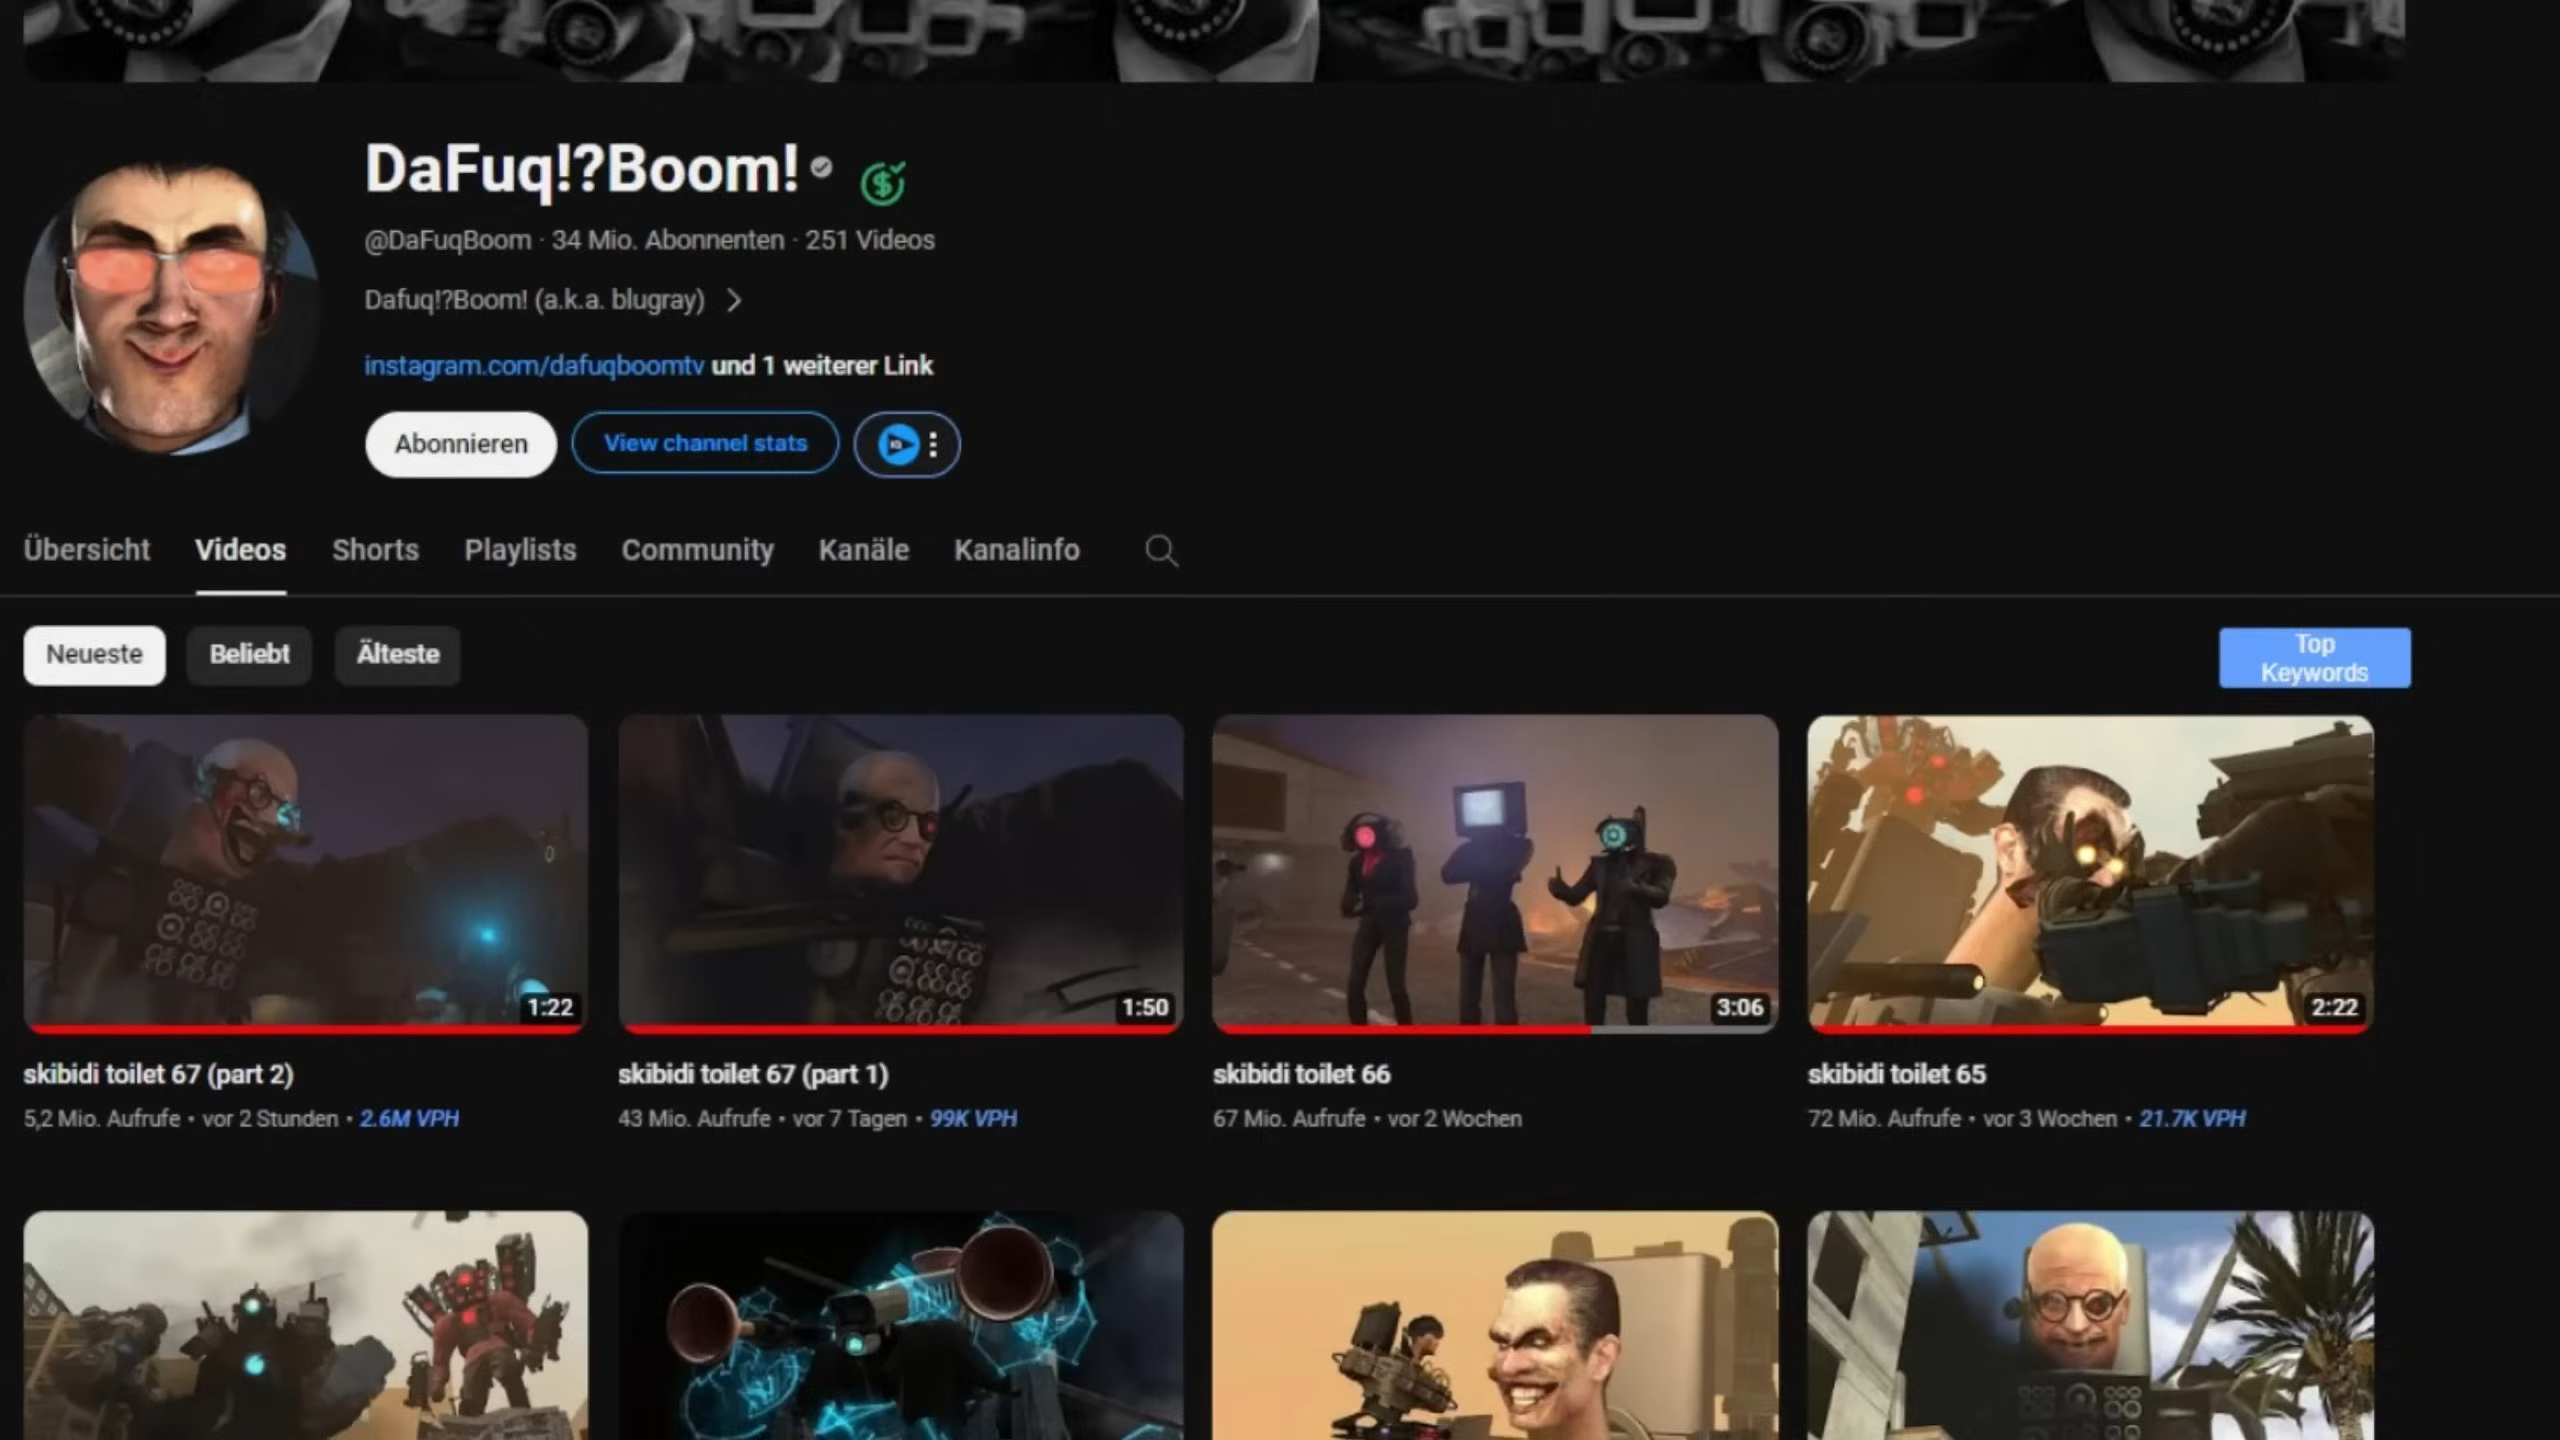 DaFuq!?Boom!
@DaFuqBoom · 34 Mio. Abonnenten · 251 Videos
Dafuq!?Boom! (a.k.a. blugray)
instagram.com/dafuqboomtv und 1 weiterer Link
Abonnieren
View channel stats
IQ
Übersicht
Videos
Shorts
Playlists
Community
Kanäle
Kanalinfo
Neueste
Beliebt
Älteste
Top
Keywords
1:22
1:50
3:06
2:22
skibidi toilet 67 (part 2)
5,2 Mio. Aufrufe • vor 2 Stunden • 2.6M VPH
skibidi toilet 67 (part 1)
43 Mio. Aufrufe • vor 7 Tagen • 99K VPH
skibidi toilet 66
67 Mio. Aufrufe • vor 2 Wochen
skibidi toilet 65
72 Mio. Aufrufe • vor 3 Wochen • 21.7K VPH